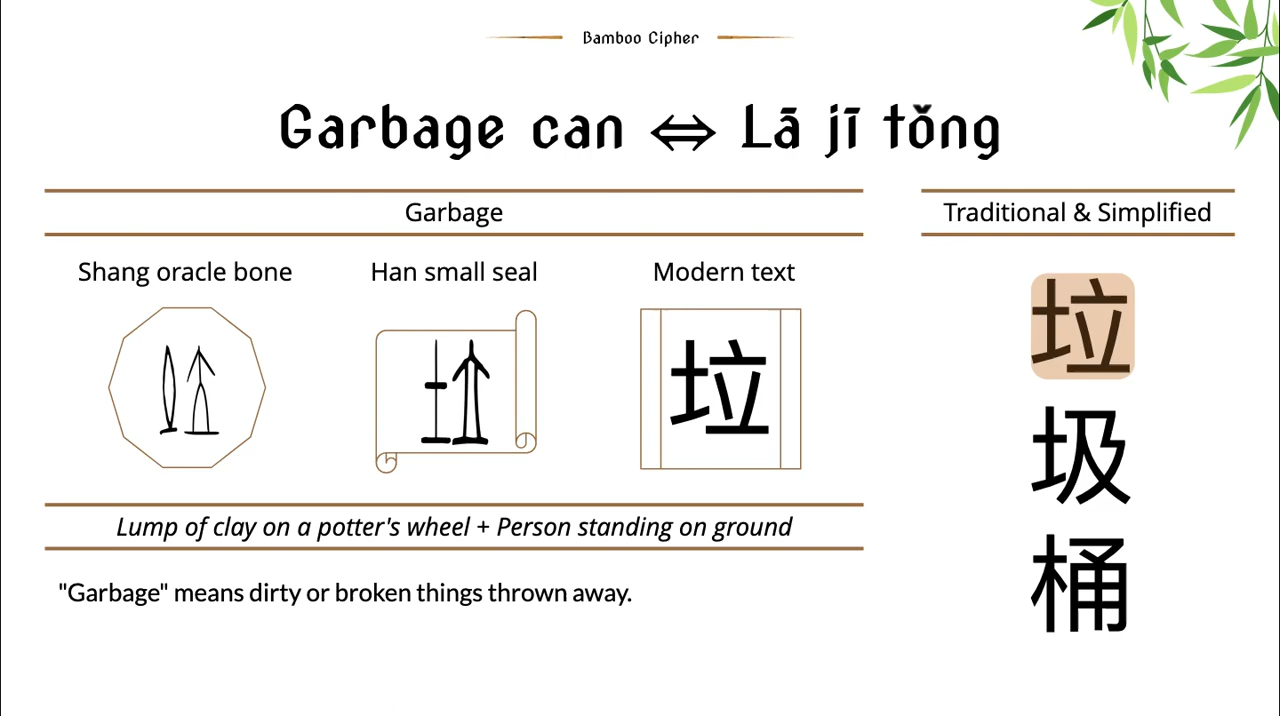 Bamboo Cipher
Garbage can ⇔ Lā jī tǒng
Garbage
Shang oracle bone
Han small seal
Modern text
垃
Lump of clay on a potter's wheel + Person standing on ground
"Garbage" means dirty or broken things thrown away.
Traditional & Simplified
垃
圾
桶